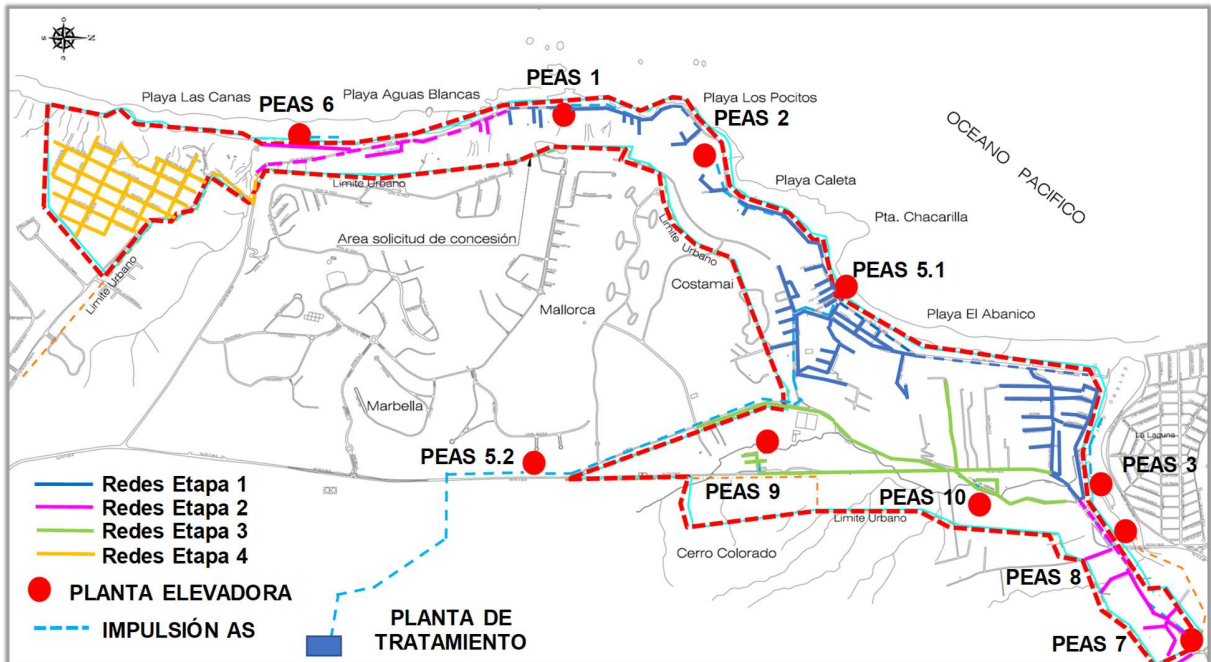 N
Playa Las Canas
PEAS 6
Playa Aguas Blancas
PEAS 1
Playa Los Pocitos
PEAS 2
OCEANO PACIFICO
Playa Caleta
Pta. Chacarilla
Limite Urbano
Area solicitud de concesión
Limite Urbano
Limite Urbano
Costamai
PEAS 5.1
Mallorca
Playa El Abanico
Marbella
La Laguna
PEAS 5.2
PEAS 3
PEAS 9
PEAS 10
Limite Urbano
Cerro Colorado
PEAS 8
PEAS 7
Redes Etapa 1
Redes Etapa 2
Redes Etapa 3
Redes Etapa 4
PLANTA ELEVADORA
IMPULSIÓN AS
PLANTA DE
TRATAMIENTO